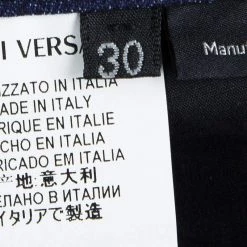 I VERSA
30
Manu
ZZATO IN ITALIA
ADE IN ITALY
RIQUE EN ITALIE
CHO EN ITALIA
RICADO EM ITALIA
地:意大利
ЕЛАНО В ИТАЛИИ
イタリアで製造